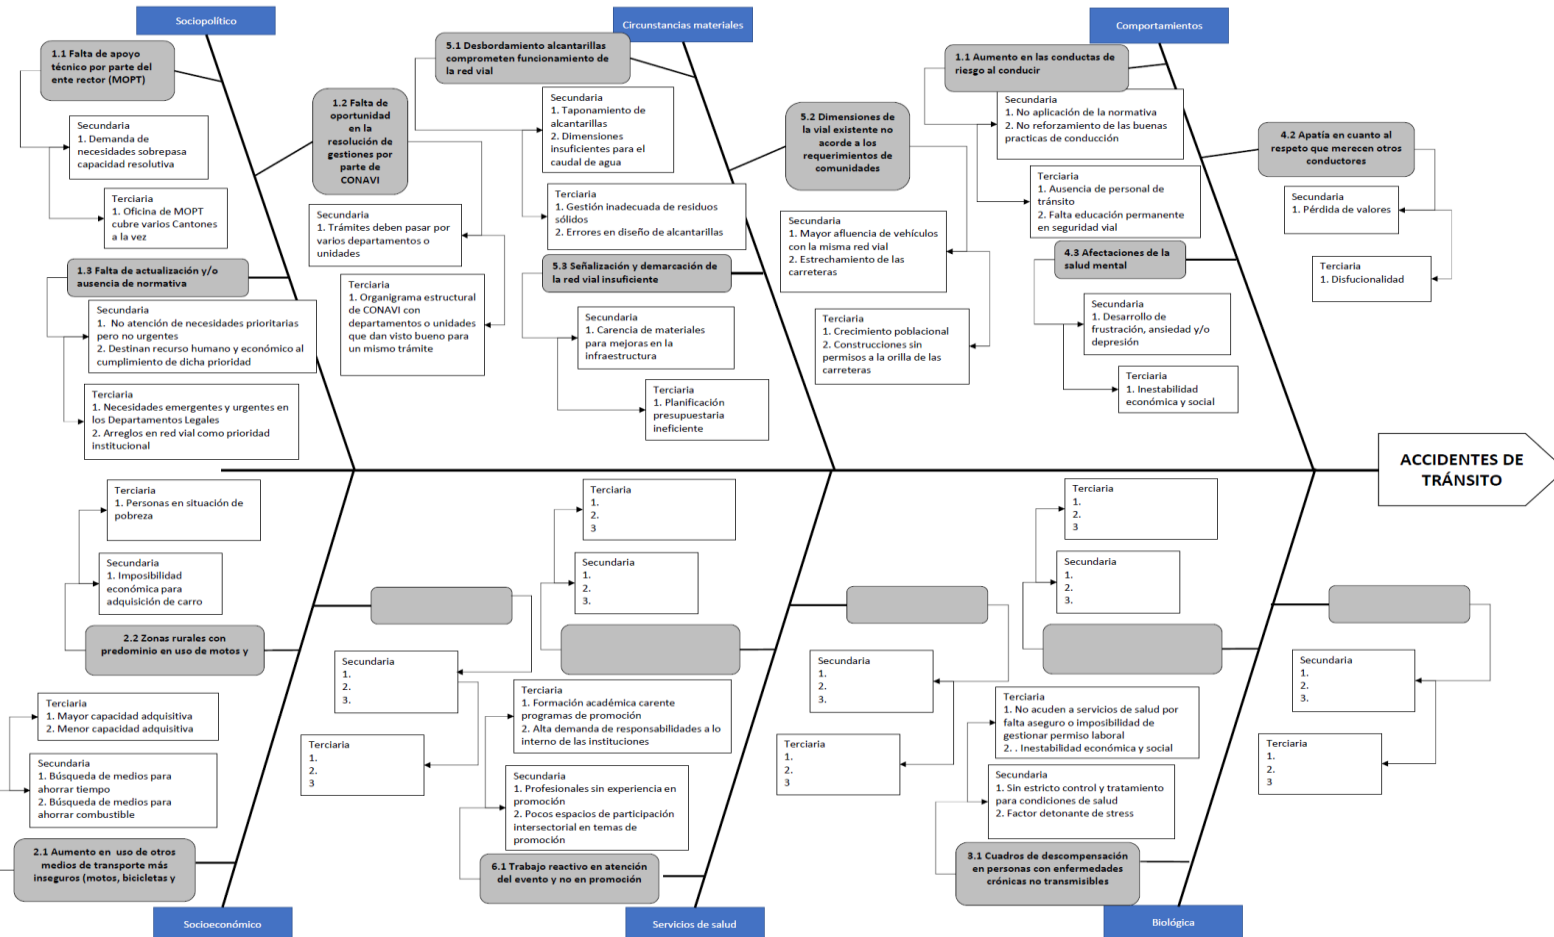 Sociopolítico
1.1 Falta de apoyo
técnico por parte del
ente rector (MOPT)
Secundaria
1. Demanda de
necesidades sobrepasa
capacidad resolutiva
Terciaria
1. Oficina de MOPT
cubre varios Cantones
a la vez
1.2 Falta de
oportunidad
en la
resolución de
gestiones por
parte de
CONAVI
Secundaria
1. Trámites deben pasar por
varios departamentos o
unidades
Terciaria
1. Organigrama estructural
de CONAVI con
departamentos o unidades
que dan visto bueno para
un mismo trámite
1.3 Falta de actualización y/o
ausencia de normativa
Secundaria
1. No atención de necesidades prioritarias
pero no urgentes
2. Destinan recurso humano y económico al
cumplimiento de dicha prioridad
Terciaria
1. Necesidades emergentes y urgentes en
los Departamentos Legales
2. Arreglos en red vial como prioridad
institucional
Circunstancias materiales
5.1 Desbordamiento alcantarillas
comprometen funcionamiento de
la red vial
Secundaria
1. Taponamiento de
alcantarillas
2. Dimensiones
insuficientes para el
caudal de agua
Terciaria
1. Gestión inadecuada de residuos
sólidos
2. Errores en diseño de alcantarillas
5.2 Dimensiones de
la vial existente no
acorde a los
requerimientos de
comunidades
Secundaria
1. Mayor afluencia de vehículos
con la misma red vial
2. Estrechamiento de las
carreteras
Terciaria
1. Crecimiento poblacional
2. Construcciones sin
permisos a la orilla de las
carreteras
5.3 Señalización y demarcación de
la red vial insuficiente
Secundaria
1. Carencia de materiales
para mejoras en la
infraestructura
Terciaria
1. Planificación
presupuestaria
ineficiente
Comportamientos
1.1 Aumento en las conductas de
riesgo al conducir
Secundaria
1. No aplicación de la normativa
2. No reforzamiento de las buenas
practicas de conducción
Terciaria
1. Ausencia de personal de
tránsito
2. Falta educación permanente
en seguridad vial
4.2 Apatía en cuanto al
respeto que merecen otros
conductores
Secundaria
1. Pérdida de valores
Terciaria
1. Disfucionalidad
4.3 Afectaciones de la
salud mental
Secundaria
1. Desarrollo de
frustración, ansiedad y/o
depresión
Terciaria
1. Inestabilidad
económica y social
ACCIDENTES DE
TRÁNSITO
Terciaria
1. Personas en situación de
pobreza
Secundaria
1. Imposibilidad
económica para
adquisición de carro
2.2 Zonas rurales con
predominio en uso de motos y
Secundaria
1.
2.
3.
Terciaria
1.
2.
3
Terciaria
1. Mayor capacidad adquisitiva
2. Menor capacidad adquisitiva
Secundaria
1. Búsqueda de medios para
ahorrar tiempo
2. Búsqueda de medios para
ahorrar combustible
2.1 Aumento en uso de otros
medios de transporte más
inseguros (motos, bicicletas y
Socioeconómico
Terciaria
1.
2.
3
Secundaria
1.
2.
3.
Secundaria
1.
2.
3.
Terciaria
1.
2.
3
Terciaria
1. Formación académica carente
programas de promoción
2. Alta demanda de responsabilidades a lo
interno de las instituciones
Secundaria
1. Profesionales sin experiencia en
promoción
2. Pocos espacios de participación
intersectorial en temas de
promoción
6.1 Trabajo reactivo en atención
del evento y no en promoción
Servicios de salud
Terciaria
1.
2.
3
Secundaria
1.
2.
3.
Secundaria
1.
2.
3.
Terciaria
1.
2.
3
Terciaria
1. No acuden a servicios de salud por
falta aseguro o imposibilidad de
gestionar permiso laboral
2. . Inestabilidad económica y social
Secundaria
1. Sin estricto control y tratamiento
para condiciones de salud
2. Factor detonante de stress
3.1 Cuadros de descompensación
en personas con enfermedades
crónicas no transmisibles
Biológica